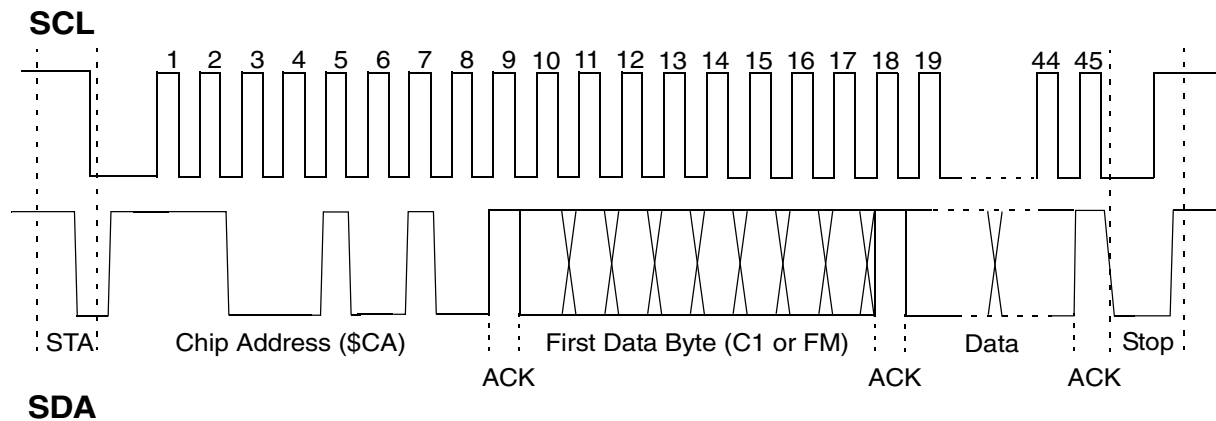 SCL
1 2 3 4 5 6 7 8 9 10 11 12 13 14 15 16 17 18 19 44 45
STA Chip Address ($CA) First Data Byte (C1 or FM) Data Stop
ACK ACK ACK
SDA